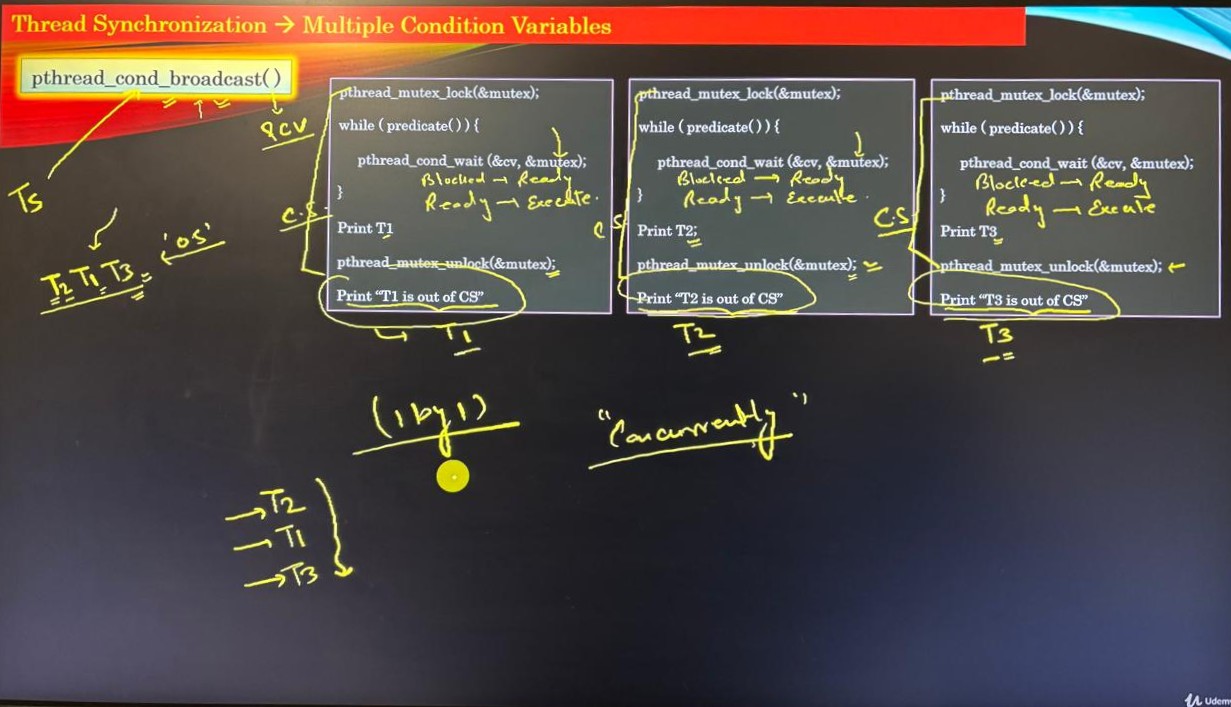 Thread Synchronization → Multiple Condition Variables
pthread_cond_broadcast()
&CV
TS
'OS'
T2 T1 T3
pthread_mutex_lock(&mutex);
while ( predicate()) {
pthread_cond_wait (&cv, &mutex);
Blocked → Ready
}
Ready → Execute.
C.S.
Print T1
pthread_mutex_unlock(&mutex);
Print “T1 is out of CS”
T1
pthread_mutex_lock(&mutex);
while ( predicate()) {
pthread_cond_wait (&cv, &mutex);
Blocked → Ready
}
Ready → Execute.
C S
Print T2;
pthread_mutex_unlock(&mutex);
Print “T2 is out of CS”
T2
pthread_mutex_lock(&mutex);
while ( predicate()) {
pthread_cond_wait (&cv, &mutex);
Blocked → Ready
}
Ready → Execute
C.S
Print T3
pthread_mutex_unlock(&mutex);
Print “T3 is out of CS”
T3
(1 by 1)
"Concurrently"
→ T2
→ T1
→ T3
Udem